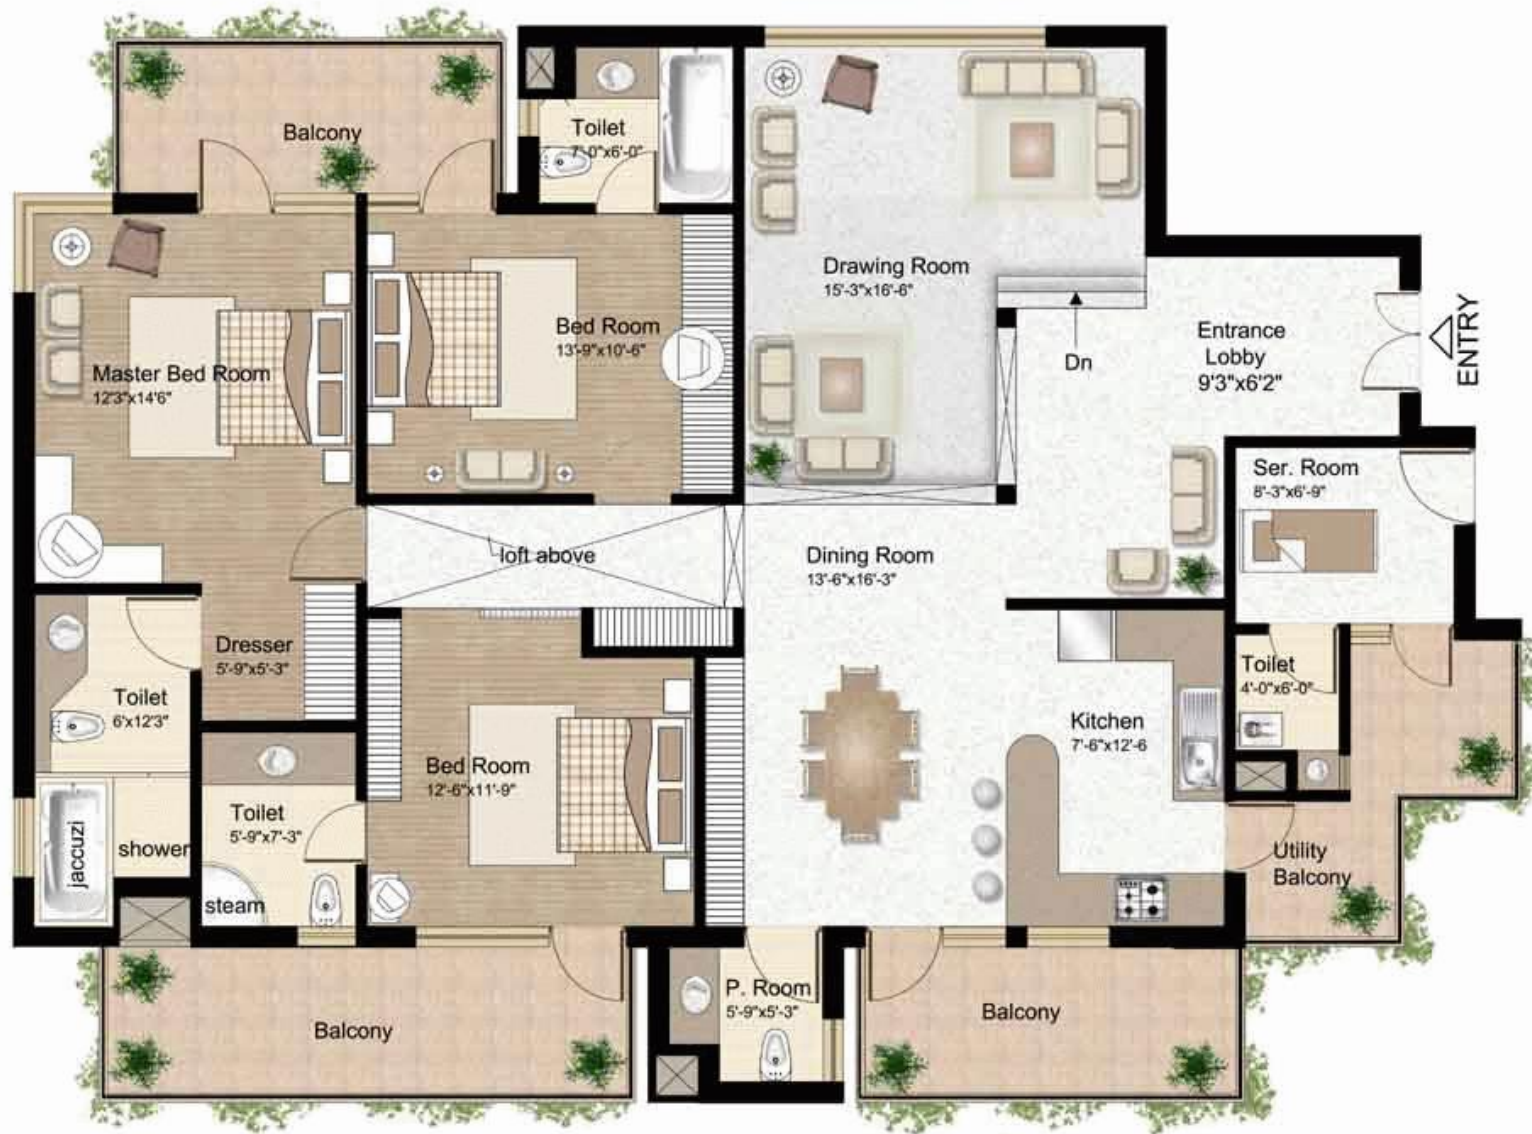 Balcony
Toilet
7'-0"x6'-0"
Drawing Room
15'-3"x16'-6"
Bed Room
13'-9"x10'-6"
Master Bed Room
12'3"x14'6"
Dn
Entrance
Lobby
9'3"x6'2"
ENTRY
Ser. Room
8'-3"x6'-9"
loft above
Dining Room
13'-6"x16'-3"
Dresser
5'-9"x5'-3"
Toilet
6'x12'3"
Toilet
4'-0"x6'-0"
Kitchen
7'-6"x12'-6
Bed Room
12'-6"x11'-9"
Toilet
5'-9"x7'-3"
jaccuzi
shower
steam
Utility
Balcony
P. Room
5'-9"x5'-3"
Balcony
Balcony